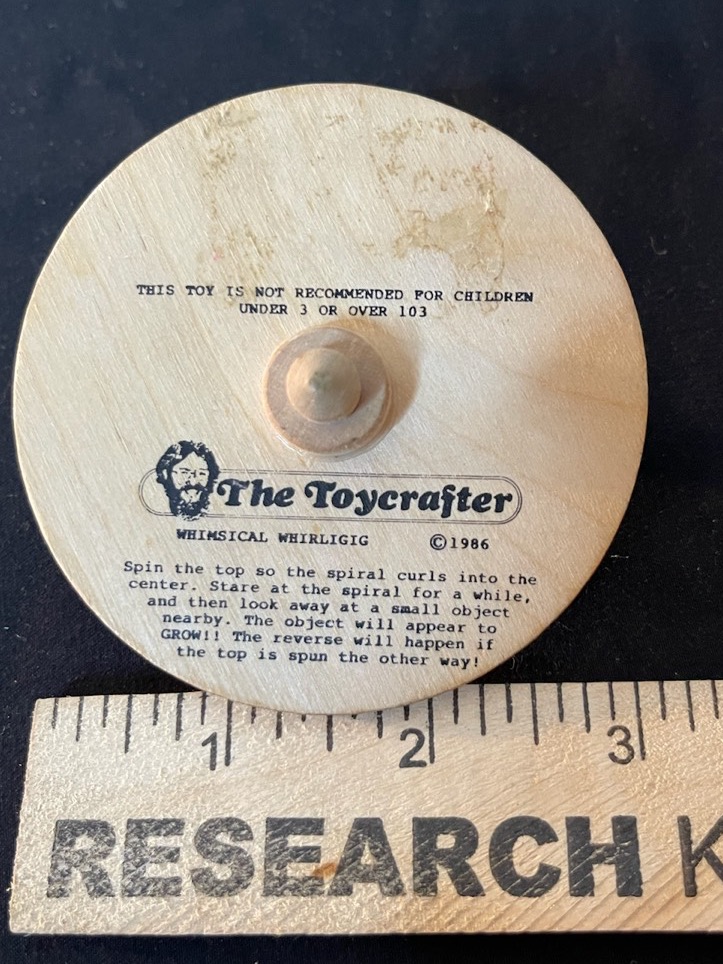 THIS TOY IS NOT RECOMMENDED FOR CHILDREN
UNDER 3 OR OVER 103
The Toycrafter
WHIMSICAL WHIRLIGIG ©1986
Spin the top so the spiral curls into the
center. Stare at the spiral for a while,
and then look away at a small object
nearby. The object will appear to
GROW!! The reverse will happen if
the top is spun the other way!
1 2 3
RESEARCH K